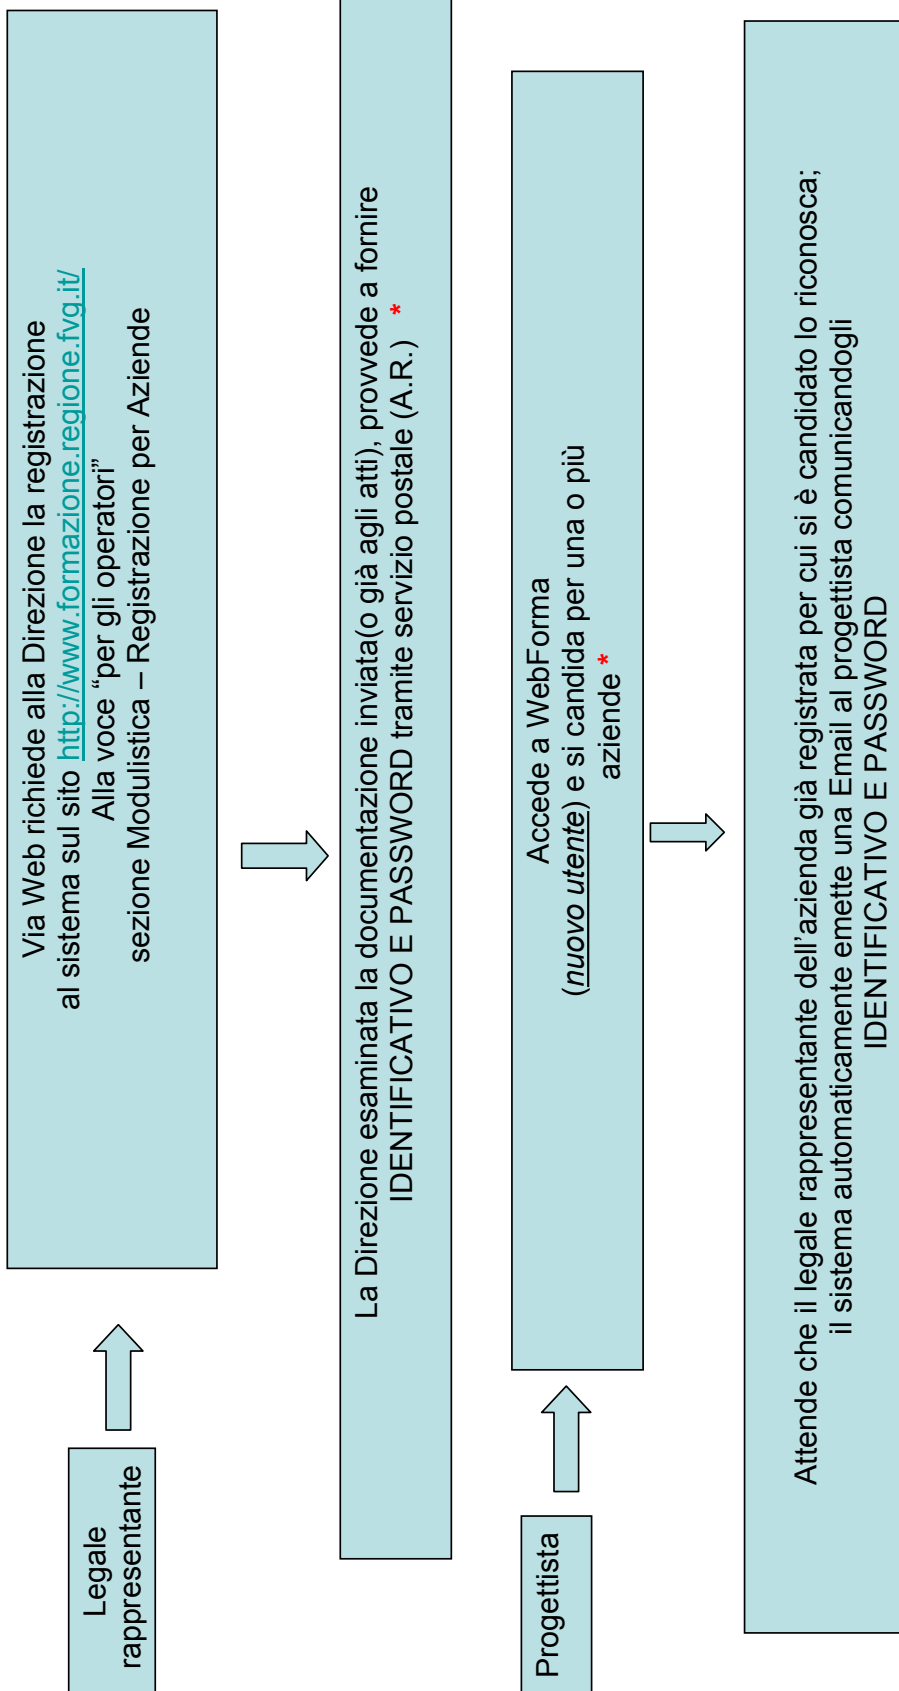 Legale
rappresentante
Via Web richiede alla Direzione la registrazione
al sistema sul sito http://www.formazione.regione.fvg.it/
Alla voce “per gli operatori”
sezione Modulistica – Registrazione per Aziende
La Direzione esaminata la documentazione inviata(o già agli atti), provvede a fornire
IDENTIFICATIVO E PASSWORD tramite servizio postale (A.R.) *
Progettista
Accede a WebForma
(nuovo utente) e si candida per una o più
aziende *
Attende che il legale rappresentante dell’azienda già registrata per cui si è candidato lo riconosca;
il sistema automaticamente emette una Email al progettista comunicandogli
IDENTIFICATIVO E PASSWORD